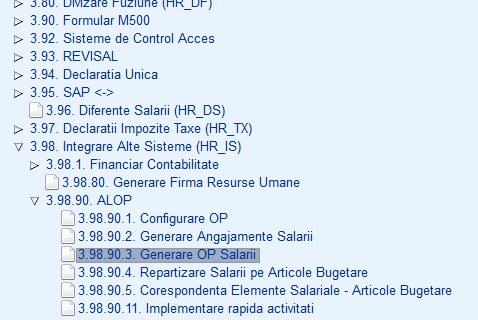 3.80. DMizare Fuziune (HR_DF)
3.90. Formular M500
3.92. Sisteme de Control Acces
3.93. REVISAL
3.94. Declaratia Unica
3.95. SAP <->
3.96. Diferente Salarii (HR_DS)
3.97. Declaratii Impozite Taxe (HR_TX)
3.98. Integrare Alte Sisteme (HR_IS)
3.98.1. Financiar Contabilitate
3.98.80. Generare Firma Resurse Umane
3.98.90. ALOP
3.98.90.1. Configurare OP
3.98.90.2. Generare Angajamente Salarii
3.98.90.3. Generare OP Salarii
3.98.90.4. Repartizare Salarii pe Articole Bugetare
3.98.90.5. Corespondenta Elemente Salariale - Articole Bugetare
3.98.90.11. Implementare rapida activitati